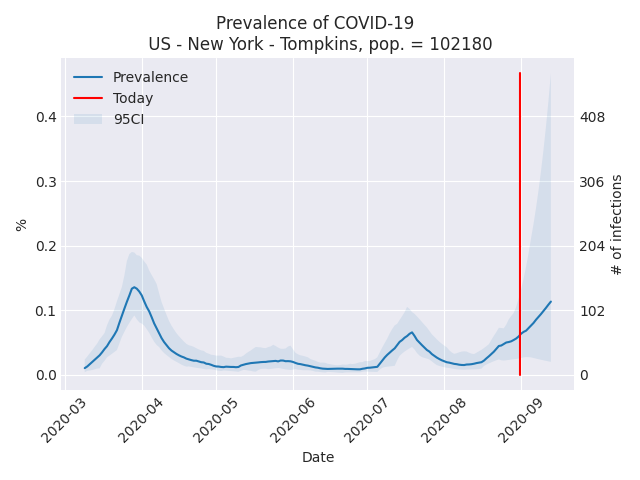 Prevalence of COVID-19
US - New York - Tompkins, pop. = 102180
Prevalence
Today
95CI
%
0.4
0.3
0.2
0.1
0.0
408
306
204
102
0
# of infections
2020-03
2020-04
2020-05
2020-06
2020-07
2020-08
2020-09
Date